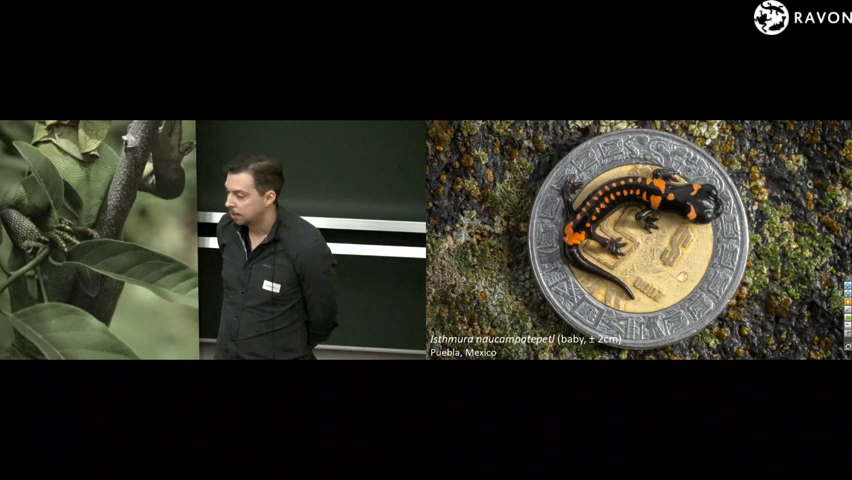 RAVON
Isthmura naucampatepetl (baby, ± 2cm)
Puebla, Mexico